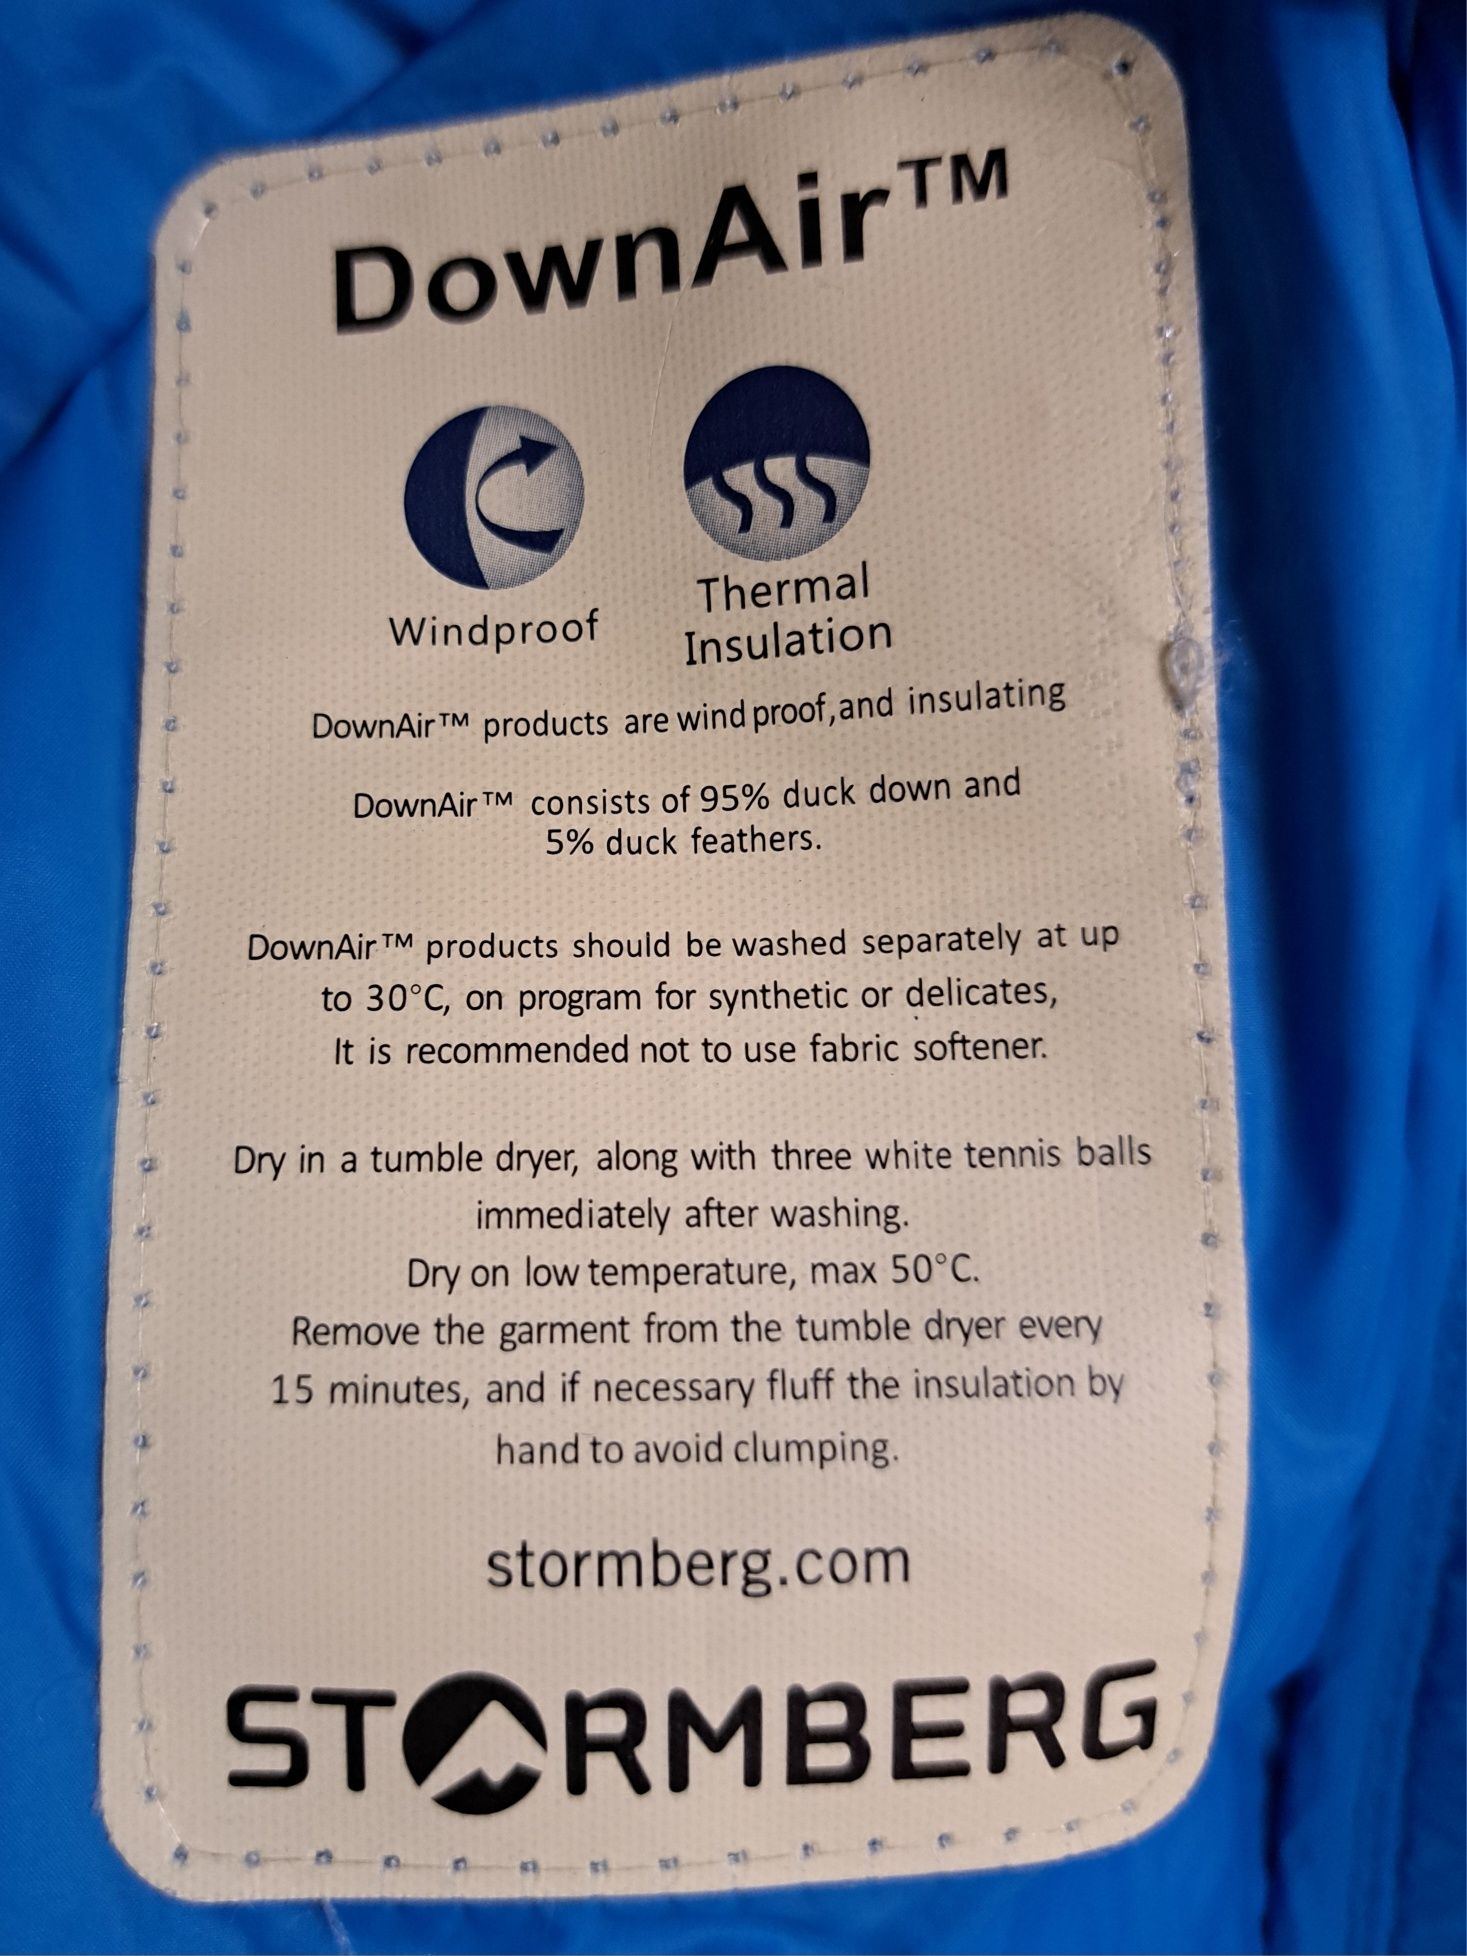 DownAir™
Windproof
Thermal
Insulation
DownAir™ products are wind proof,and insulating
DownAir™ consists of 95% duck down and
5% duck feathers.
DownAir™ products should be washed separately at up
to 30°C, on program for synthetic or delicates,
It is recommended not to use fabric softener.
Dry in a tumble dryer, along with three white tennis balls
immediately after washing.
Dry on low temperature, max 50°C.
Remove the garment from the tumble dryer every
15 minutes, and if necessary fluff the insulation by
hand to avoid clumping.
stormberg.com
STORMBERG